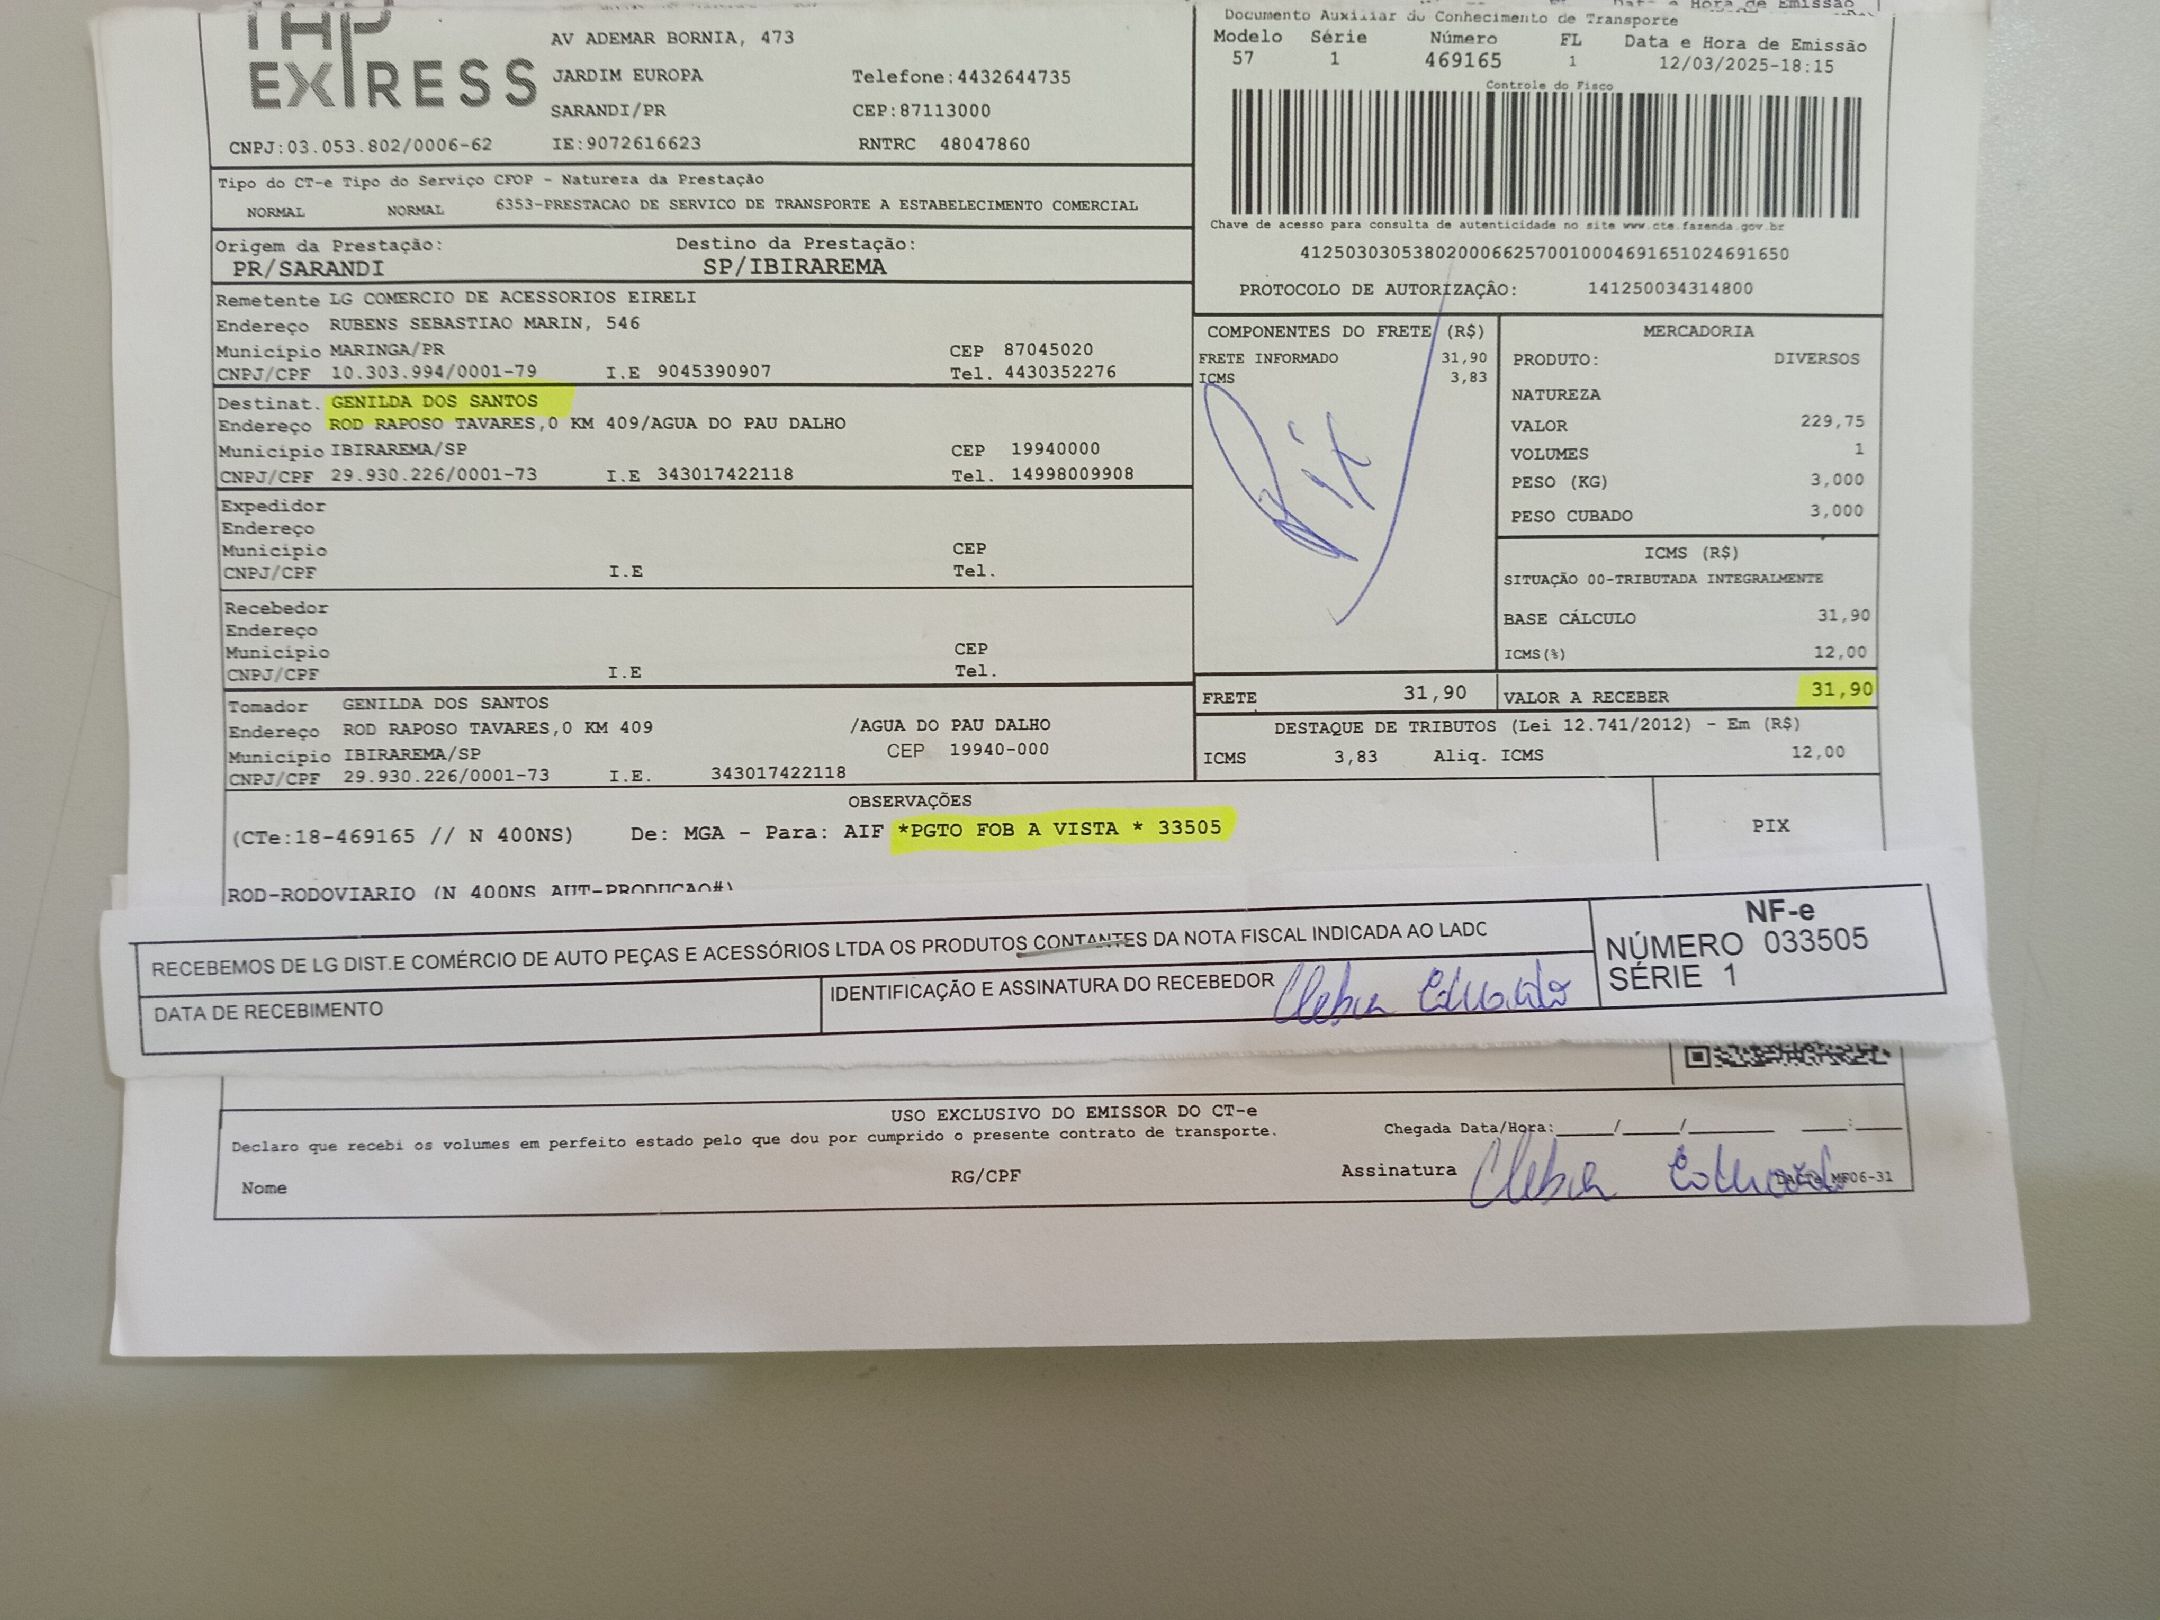 EXPRESS
AV ADEMAR BORNIA, 473
JARDIM EUROPA
Telefone:4432644735
SARANDI/PR
CEP:87113000
CNPJ:03.053.802/0006-62
IE:9072616623
RNTRC 48047860
Hora de Emissão
Documento Auxiliar do Conhecimento de Transporte
Modelo Série Número FL Data e Hora de Emissão
57 1 469165 1 12/03/2025-18:15
Controle do Fisco
Chave de acesso para consulta de autenticidade no site www.cte.fazenda.gov.br
41250303053802000662570010004691651024691650
PROTOCOLO DE AUTORIZAÇÃO: 141250034314800
Tipo do CT-e Tipo do Serviço CFOP - Natureza da Prestação
NORMAL NORMAL 6353-PRESTACAO DE SERVICO DE TRANSPORTE A ESTABELECIMENTO COMERCIAL
Origem da Prestação: Destino da Prestação:
PR/SARANDI SP/IBIRAREMA
Remetente LG COMERCIO DE ACESSORIOS EIRELI
Endereço RUBENS SEBASTIAO MARIN, 546
Município MARINGA/PR CEP 87045020
CNPJ/CPF 10.303.994/0001-79 I.E 9045390907 Tel. 4430352276
Destinat. GENILDA DOS SANTOS
Endereço ROD RAPOSO TAVARES,0 KM 409/AGUA DO PAU DALHO
Município IBIRAREMA/SP CEP 19940000
CNPJ/CPF 29.930.226/0001-73 I.E 343017422118 Tel. 14998009908
Expedidor
Endereço
Município CEP
CNPJ/CPF I.E Tel.
Recebedor
Endereço
Município CEP
CNPJ/CPF I.E Tel.
Tomador GENILDA DOS SANTOS
Endereço ROD RAPOSO TAVARES,0 KM 409 /AGUA DO PAU DALHO
Município IBIRAREMA/SP CEP 19940-000
CNPJ/CPF 29.930.226/0001-73 I.E. 343017422118
COMPONENTES DO FRETE (R$)
FRETE INFORMADO 31,90
ICMS 3,83
Pix
FRETE 31,90
MERCADORIA
PRODUTO: DIVERSOS
NATUREZA
VALOR 229,75
VOLUMES 1
PESO (KG) 3,000
PESO CUBADO 3,000
ICMS (R$)
SITUAÇÃO 00-TRIBUTADA INTEGRALMENTE
BASE CÁLCULO 31,90
ICMS(%) 12,00
VALOR A RECEBER 31,90
DESTAQUE DE TRIBUTOS (Lei 12.741/2012) - Em (R$)
ICMS 3,83 Aliq. ICMS 12,00
OBSERVAÇÕES
(CTe:18-469165 // N 400NS) De: MGA - Para: AIF *PGTO FOB A VISTA * 33505
PIX
ROD-RODOVIARIO (N 400NS AUT-PRODUCAO#)
RECEBEMOS DE LG DIST.E COMÉRCIO DE AUTO PEÇAS E ACESSÓRIOS LTDA OS PRODUTOS CONTANTES DA NOTA FISCAL INDICADA AO LADC
DATA DE RECEBIMENTO
IDENTIFICAÇÃO E ASSINATURA DO RECEBEDOR
NF-e
NÚMERO 033505
SÉRIE 1
USO EXCLUSIVO DO EMISSOR DO CT-e
Declaro que recebi os volumes em perfeito estado pelo que dou por cumprido o presente contrato de transporte.
Chegada Data/Hora:____/____/______ ___:___
Nome RG/CPF Assinatura